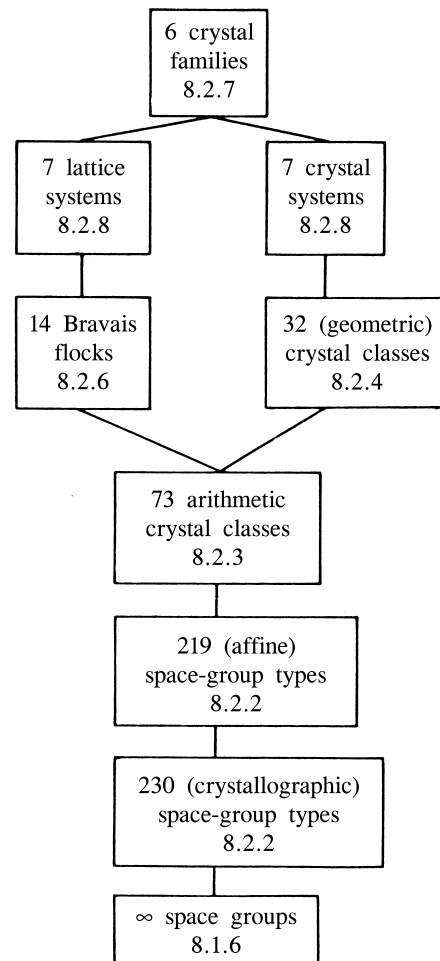 6 crystal
families
8.2.7
7 lattice
systems
8.2.8
7 crystal
systems
8.2.8
14 Bravais
flocks
8.2.6
32 (geometric)
crystal classes
8.2.4
73 arithmetic
crystal classes
8.2.3
219 (affine)
space-group types
8.2.2
230 (crystallographic)
space-group types
8.2.2
∞ space groups
8.1.6